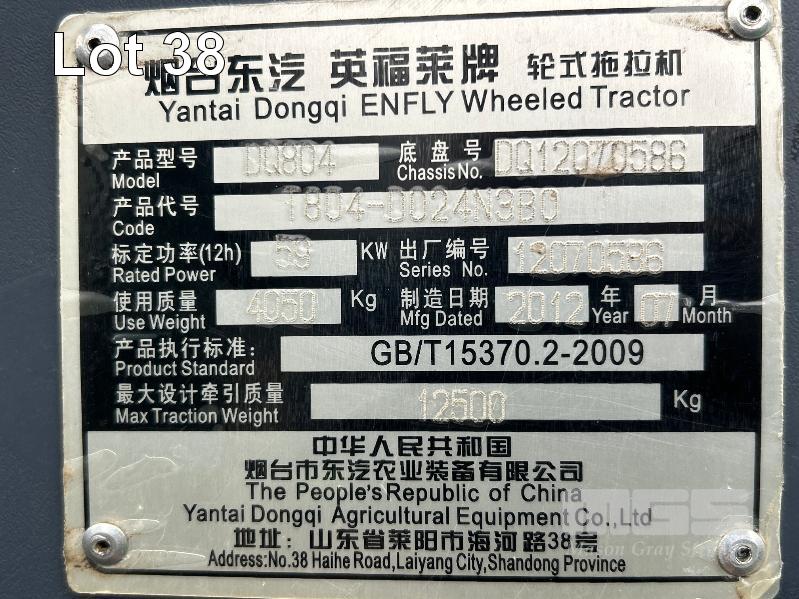 Lot 38
烟台东汽 英福莱牌 轮式拖拉机
Yantai Dongqi ENFLY Wheeled Tractor
产品型号 DQ804 底盘号 DQ12070586
Model Chassis No.
产品代号 1804-D024N3B0
Code
标定功率(12h) 59 KW 出厂编号 12070586
Rated Power Series No.
使用质量 4050 Kg 制造日期 2012 年 07 月
Use Weight Mfg Dated Year Month
产品执行标准: GB/T15370.2-2009
Product Standard
最大设计牵引质量 12500 Kg
Max Traction Weight
中华人民共和国
烟台市东汽农业装备有限公司
The People's Republic of China
Yantai Dongqi Agricultural Equipment Co.,Ltd
地址: 山东省莱阳市海河路38号
Address:No.38 Haihe Road,Laiyang City,Shandong Province
MGS
Mason Gray